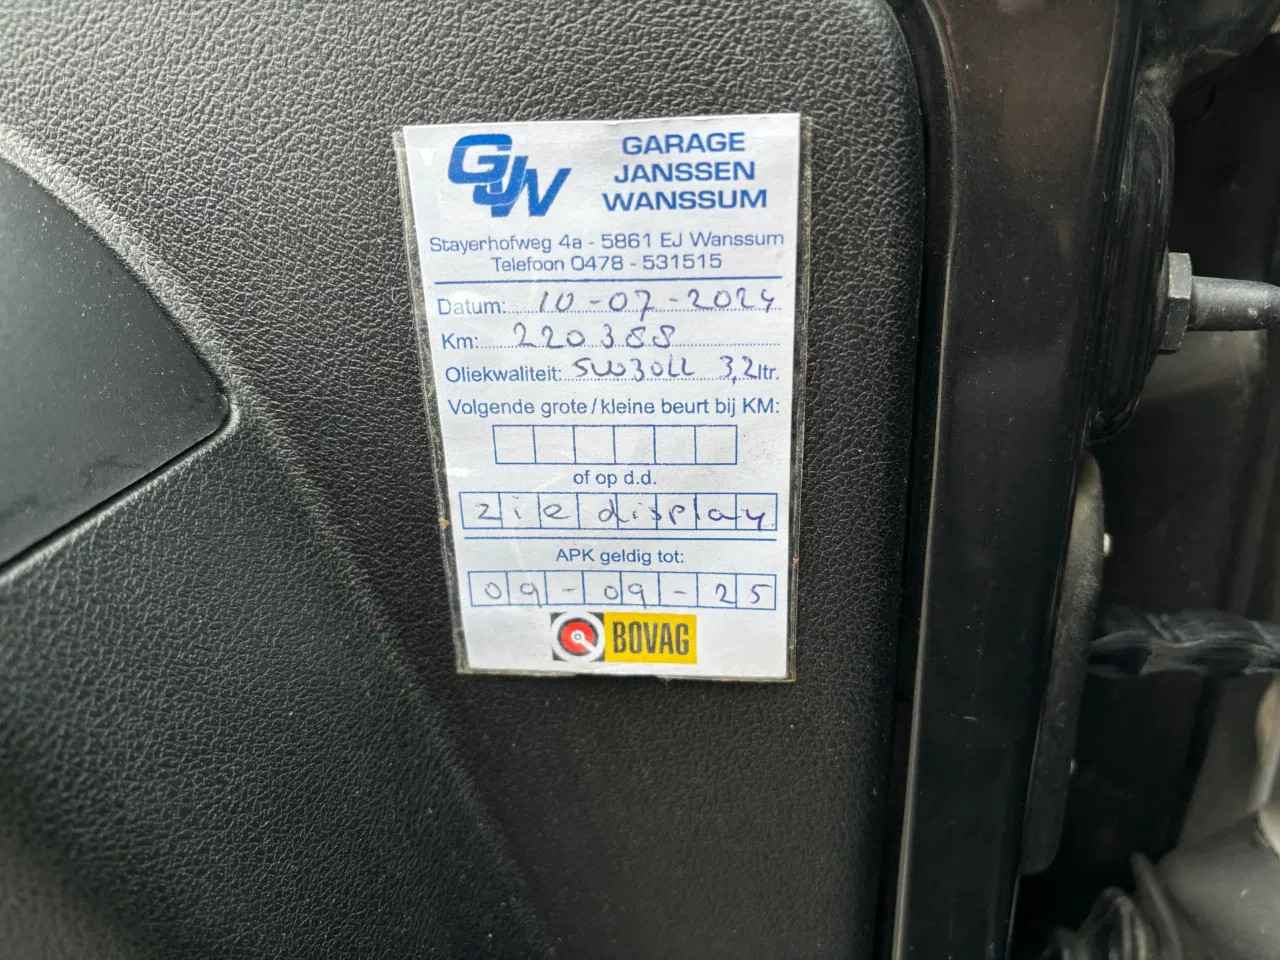 GJW
GARAGE
JANSSEN
WANSSUM
Stayerhofweg 4a - 5861 EJ Wanssum
Telefoon 0478 - 531515
Datum: 10-07-2024
Km: 220388
Oliekwaliteit: 5W30LL 3,2ltr.
Volgende grote/kleine beurt bij KM:
of op d.d.
zie display
APK geldig tot:
09-09-25
BOVAG